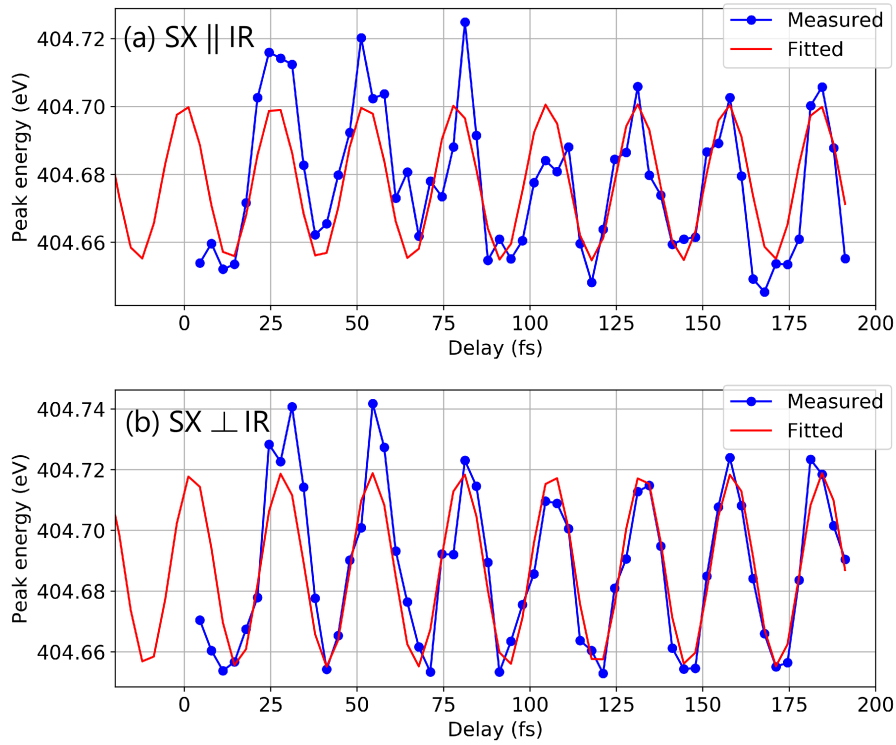 (a) SX || IR
Measured
Fitted
Peak energy (eV)
404.72
404.70
404.68
404.66
0 25 50 75 100 125 150 175 200
Delay (fs)
(b) SX ⊥ IR
Measured
Fitted
Peak energy (eV)
404.74
404.72
404.70
404.68
404.66
0 25 50 75 100 125 150 175 200
Delay (fs)